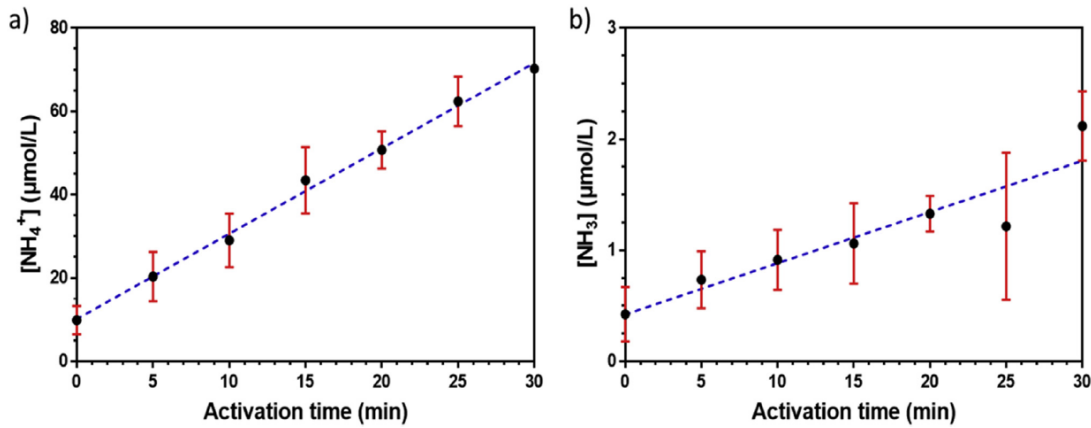 a)
[NH₄⁺] (µmol/L)
80
60
40
20
0
0 5 10 15 20 25 30
Activation time (min)
b)
[NH₃] (µmol/L)
3
2
1
0
0 5 10 15 20 25 30
Activation time (min)